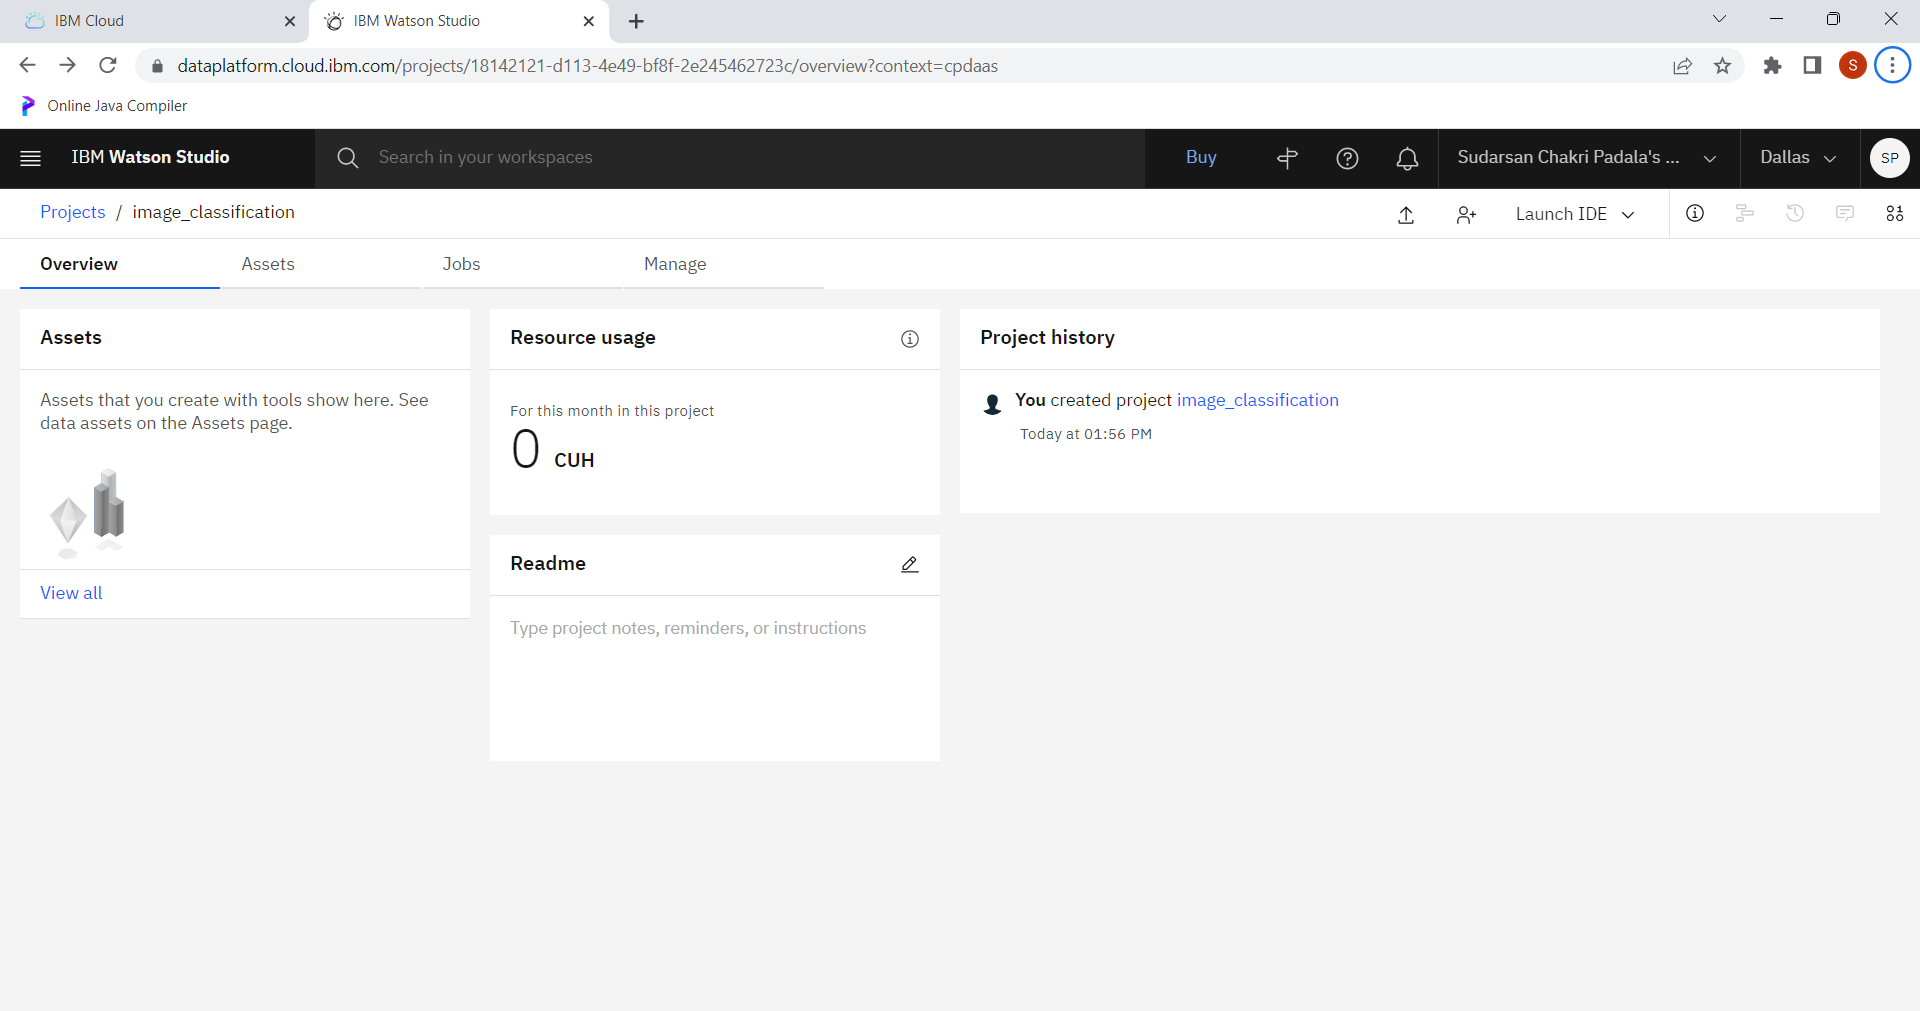 IBM Cloud
IBM Watson Studio
dataplatform.cloud.ibm.com/projects/18142121-d113-4e49-bf8f-2e245462723c/overview?context=cpdaas
S
Online Java Compiler
IBM Watson Studio
Search in your workspaces
Buy
Sudarsan Chakri Padala's ...
Dallas
SP
Projects / image_classification
Launch IDE
Overview
Assets
Jobs
Manage
Assets
Assets that you create with tools show here. See
data assets on the Assets page.
View all
Resource usage
For this month in this project
0 CUH
Readme
Type project notes, reminders, or instructions
Project history
You created project image_classification
Today at 01:56 PM